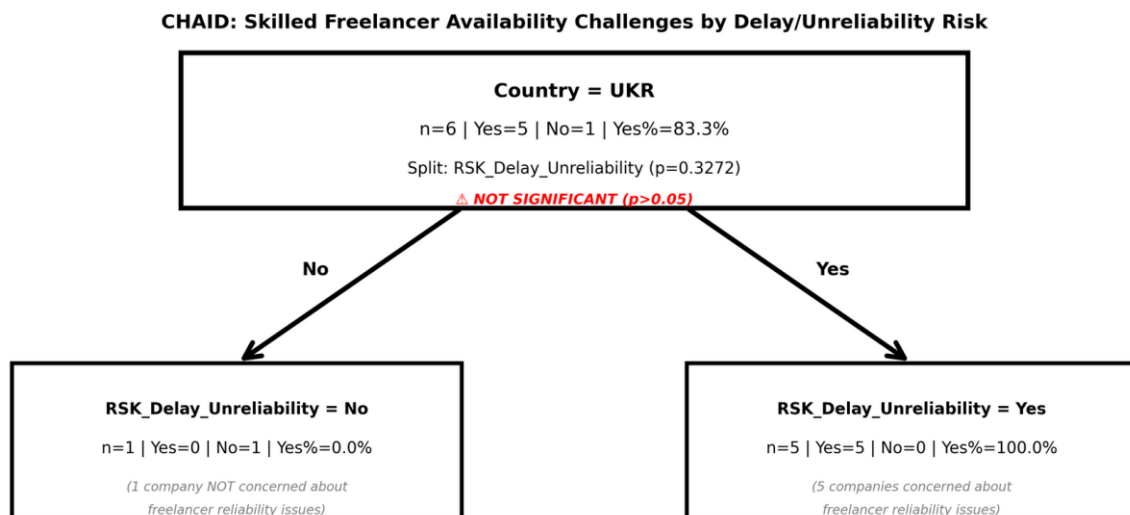 CHAID: Skilled Freelancer Availability Challenges by Delay/Unreliability Risk
Country = UKR
n=6 | Yes=5 | No=1 | Yes%=83.3%
Split: RSK_Delay_Unreliability (p=0.3272)
⚠ NOT SIGNIFICANT (p>0.05)
No
Yes
RSK_Delay_Unreliability = No
n=1 | Yes=0 | No=1 | Yes%=0.0%
(1 company NOT concerned about
freelancer reliability issues)
RSK_Delay_Unreliability = Yes
n=5 | Yes=5 | No=0 | Yes%=100.0%
(5 companies concerned about
freelancer reliability issues)